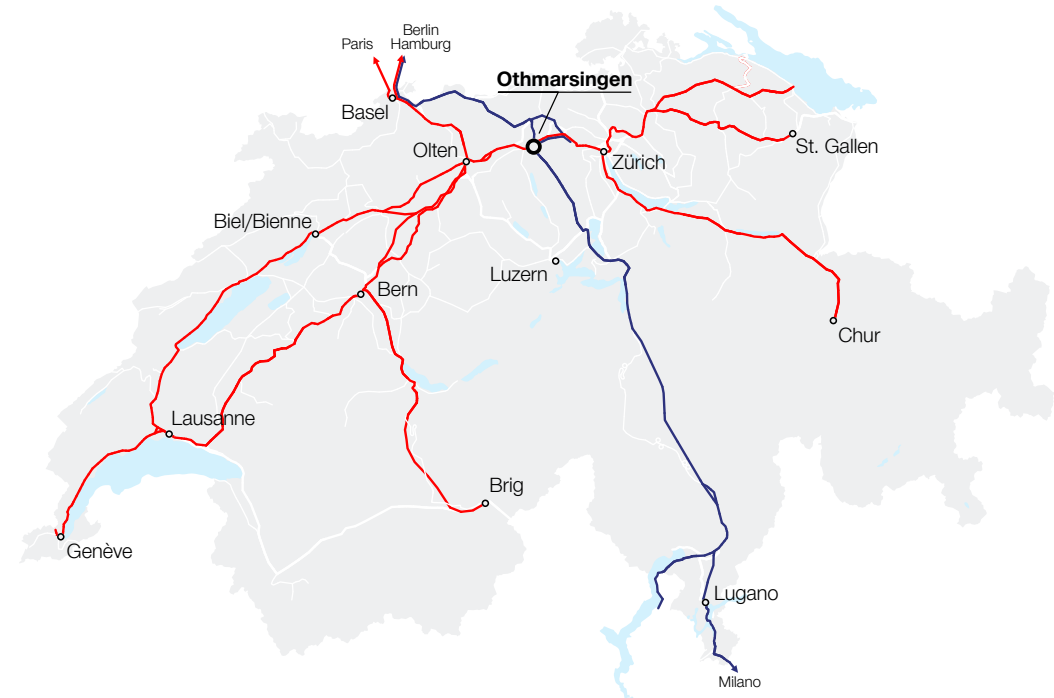 Berlin
Paris
Hamburg
Othmarsingen
Basel
Olten
Zürich
St. Gallen
Biel/Bienne
Luzern
Bern
Chur
Lausanne
Brig
Genève
Lugano
Milano